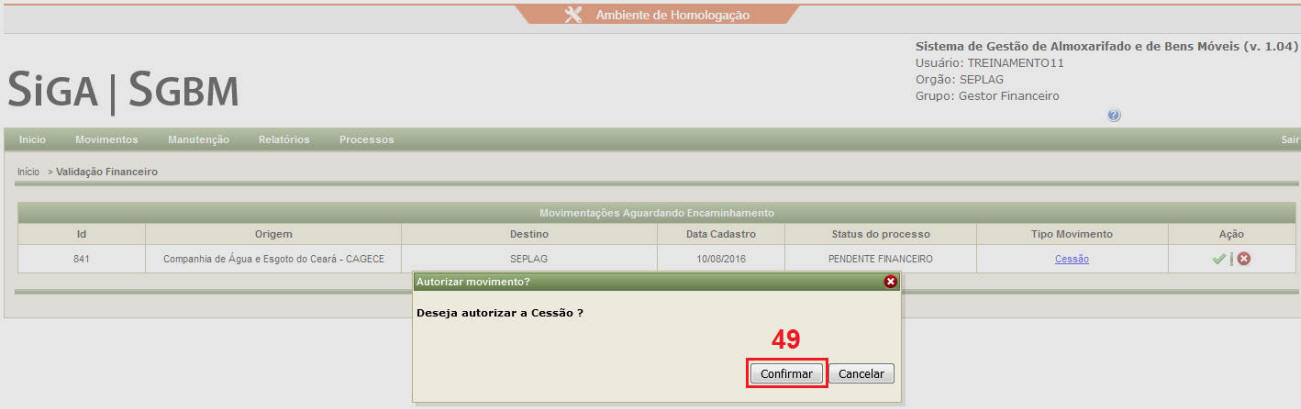 Ambiente de Homologação
Sistema de Gestão de Almoxarifado e de Bens Móveis (v. 1.04)
Usuário: TREINAMENTO11
Orgão: SEPLAG
Grupo: Gestor Financeiro
SiGA | SGBM
Inicio Movimentos Manutenção Relatórios Processos Sair
Início > Validação Financeiro
Movimentações Aguardando Encaminhamento
Id Origem Destino Data Cadastro Status do processo Tipo Movimento Ação
841 Companhia de Água e Esgoto do Ceará - CAGECE SEPLAG 10/08/2016 PENDENTE FINANCEIRO Cessão
Autorizar movimento?
Deseja autorizar a Cessão ?
49
Confirmar Cancelar